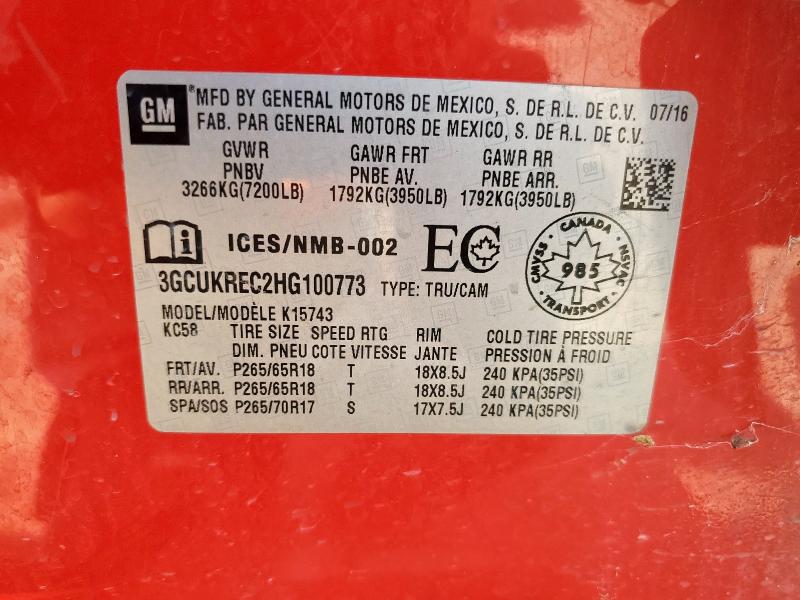 GM
® MFD BY GENERAL MOTORS DE MEXICO, S. DE R.L. DE C.V. 07/16
FAB. PAR GENERAL MOTORS DE MEXICO, S. DE R.L. DE C.V.
GVWR GAWR FRT GAWR RR
PNBV PNBE AV. PNBE ARR.
3266KG(7200LB) 1792KG(3950LB) 1792KG(3950LB)
i ICES/NMB-002 EC
CANADA CMVSS 985 NSVAC TRANSPORT
3GCUKREC2HG100773 TYPE: TRU/CAM
MODEL/MODÈLE K15743
KC58 TIRE SIZE SPEED RTG RIM COLD TIRE PRESSURE
DIM. PNEU COTE VITESSE JANTE PRESSION À FROID
FRT/AV. P265/65R18 T 18X8.5J 240 KPA(35PSI)
RR/ARR. P265/65R18 T 18X8.5J 240 KPA(35PSI)
SPA/SOS P265/70R17 S 17X7.5J 240 KPA(35PSI)